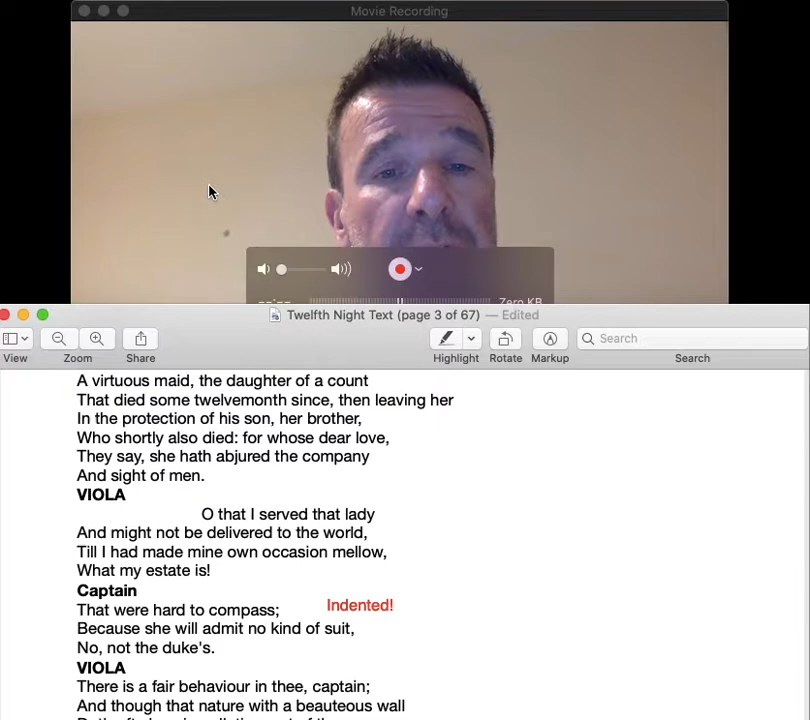 Movie Recording
--:--
Zero KB
Twelfth Night Text (page 3 of 67) — Edited
Search
View
Zoom
Share
Highlight
Rotate
Markup
Search
A virtuous maid, the daughter of a count
That died some twelvemonth since, then leaving her
In the protection of his son, her brother,
Who shortly also died: for whose dear love,
They say, she hath abjured the company
And sight of men.
VIOLA
O that I served that lady
And might not be delivered to the world,
Till I had made mine own occasion mellow,
What my estate is!
Captain
That were hard to compass;
Indented!
Because she will admit no kind of suit,
No, not the duke's.
VIOLA
There is a fair behaviour in thee, captain;
And though that nature with a beauteous wall